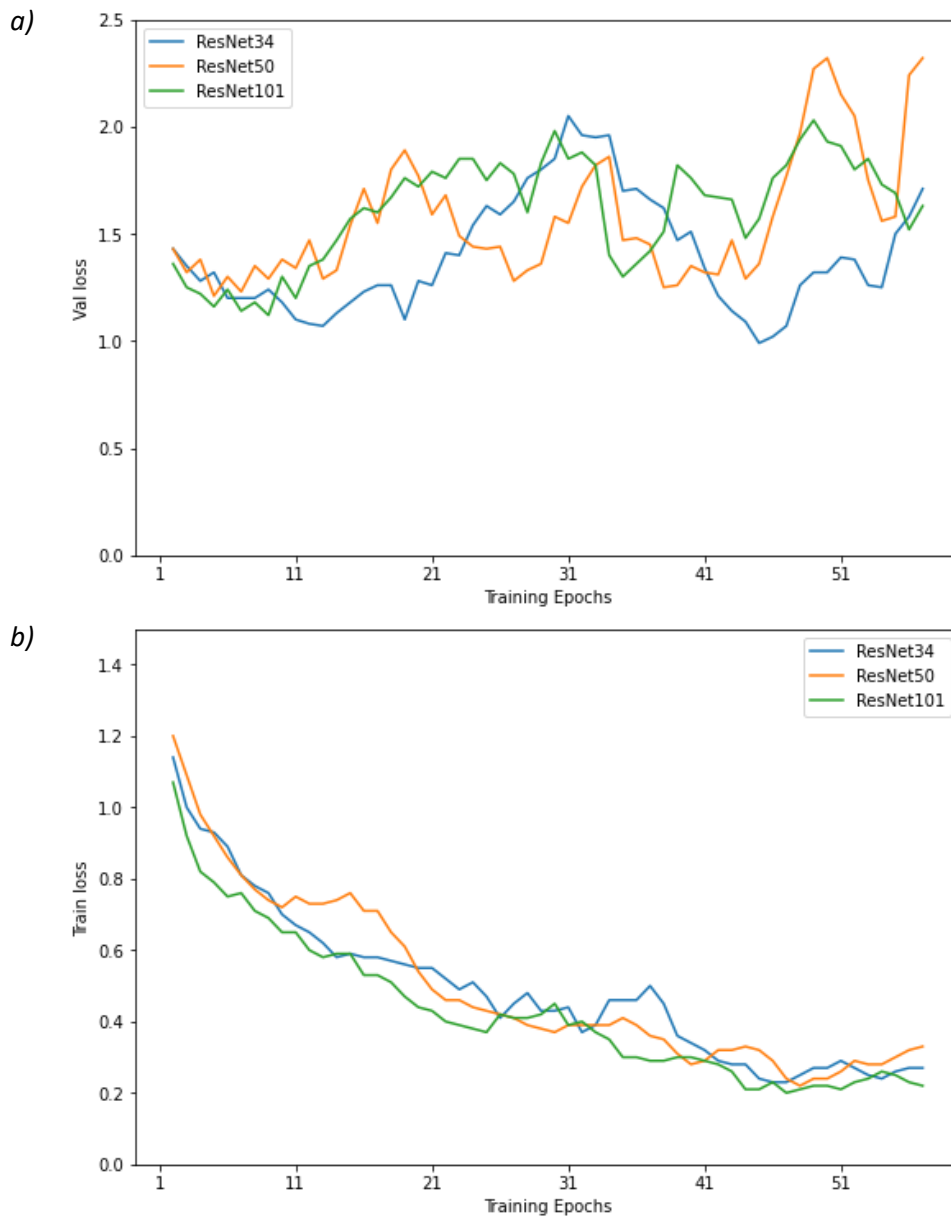 a)
2.5
ResNet34
ResNet50
ResNet101
2.0
1.5
Val loss
1.0
0.5
0.0
1 11 21 31 41 51
Training Epochs
b)
1.4
ResNet34
ResNet50
ResNet101
1.2
1.0
0.8
Train loss
0.6
0.4
0.2
0.0
1 11 21 31 41 51
Training Epochs